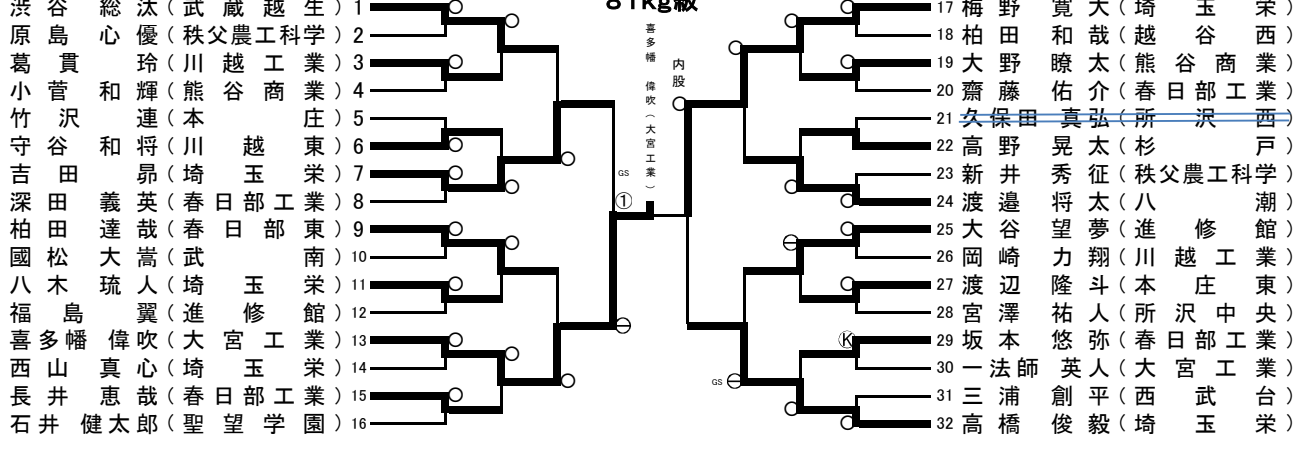 81kg級
渋谷 総汰（武蔵越生）1
原島 心優（秩父農工科学）2
葛貫 玲（川越工業）3
小菅 和輝（熊谷商業）4
竹沢 連（本庄）5
守谷 和将（川越東）6
吉田 昴（埼玉栄）7
深田 義英（春日部工業）8
柏田 達哉（春日部東）9
國松 大嵩（武南）10
八木 琉人（埼玉栄）11
福島 翼（進修館）12
喜多幡 偉吹（大宮工業）13
西山 真心（埼玉栄）14
長井 恵哉（春日部工業）15
石井 健太郎（聖望学園）16
喜多幡 偉吹（大宮工業）
内股
GS
①
GS
Ⓚ
17 梅野 寛大（埼玉栄）
18 柏田 和哉（越谷西）
19 大野 瞭太（熊谷商業）
20 齋藤 佑介（春日部工業）
21 久保田 真弘（所沢西）
22 高野 晃太（杉戸）
23 新井 秀征（秩父農工科学）
24 渡邉 将太（八潮）
25 大谷 望夢（進修館）
26 岡崎 力翔（川越工業）
27 渡辺 隆斗（本庄東）
28 宮澤 祐人（所沢中央）
29 坂本 悠弥（春日部工業）
30 一法師 英人（大宮工業）
31 三浦 創平（西武台）
32 高橋 俊毅（埼玉栄）